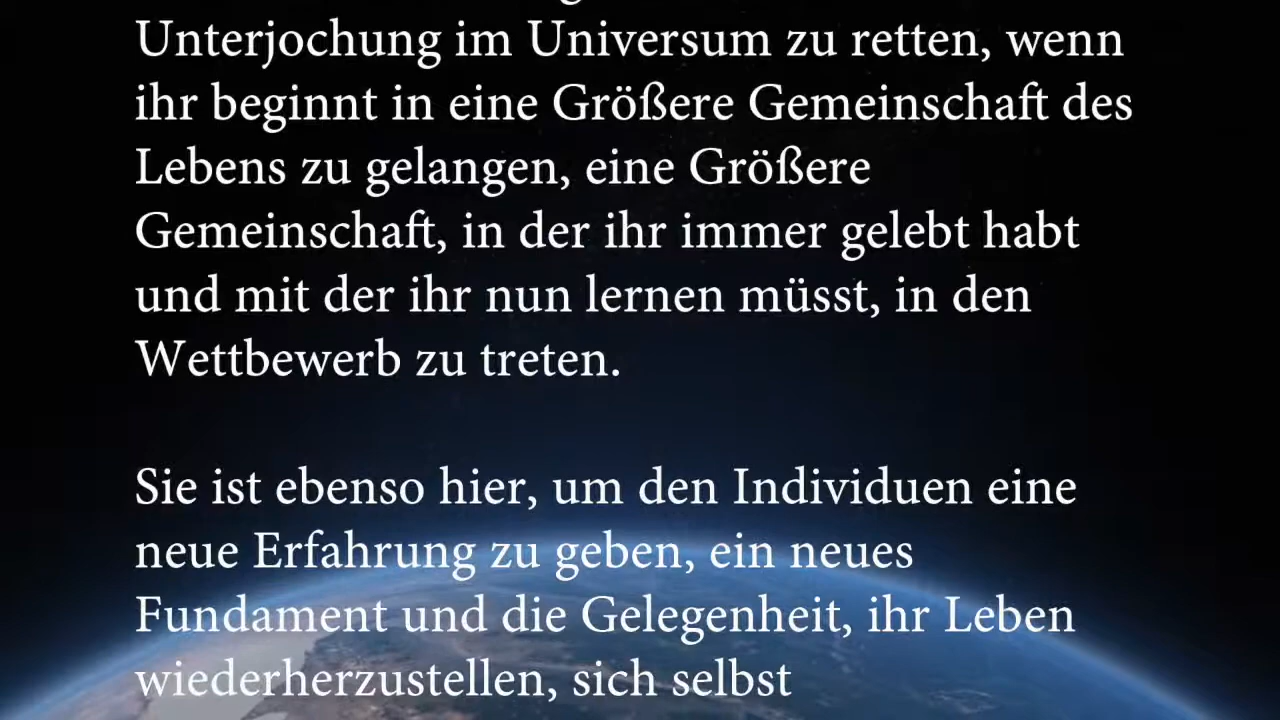 Unterjochung im Universum zu retten, wenn
ihr beginnt in eine Größere Gemeinschaft des
Lebens zu gelangen, eine Größere
Gemeinschaft, in der ihr immer gelebt habt
und mit der ihr nun lernen müsst, in den
Wettbewerb zu treten.
Sie ist ebenso hier, um den Individuen eine
neue Erfahrung zu geben, ein neues
Fundament und die Gelegenheit, ihr Leben
wiederherzustellen, sich selbst